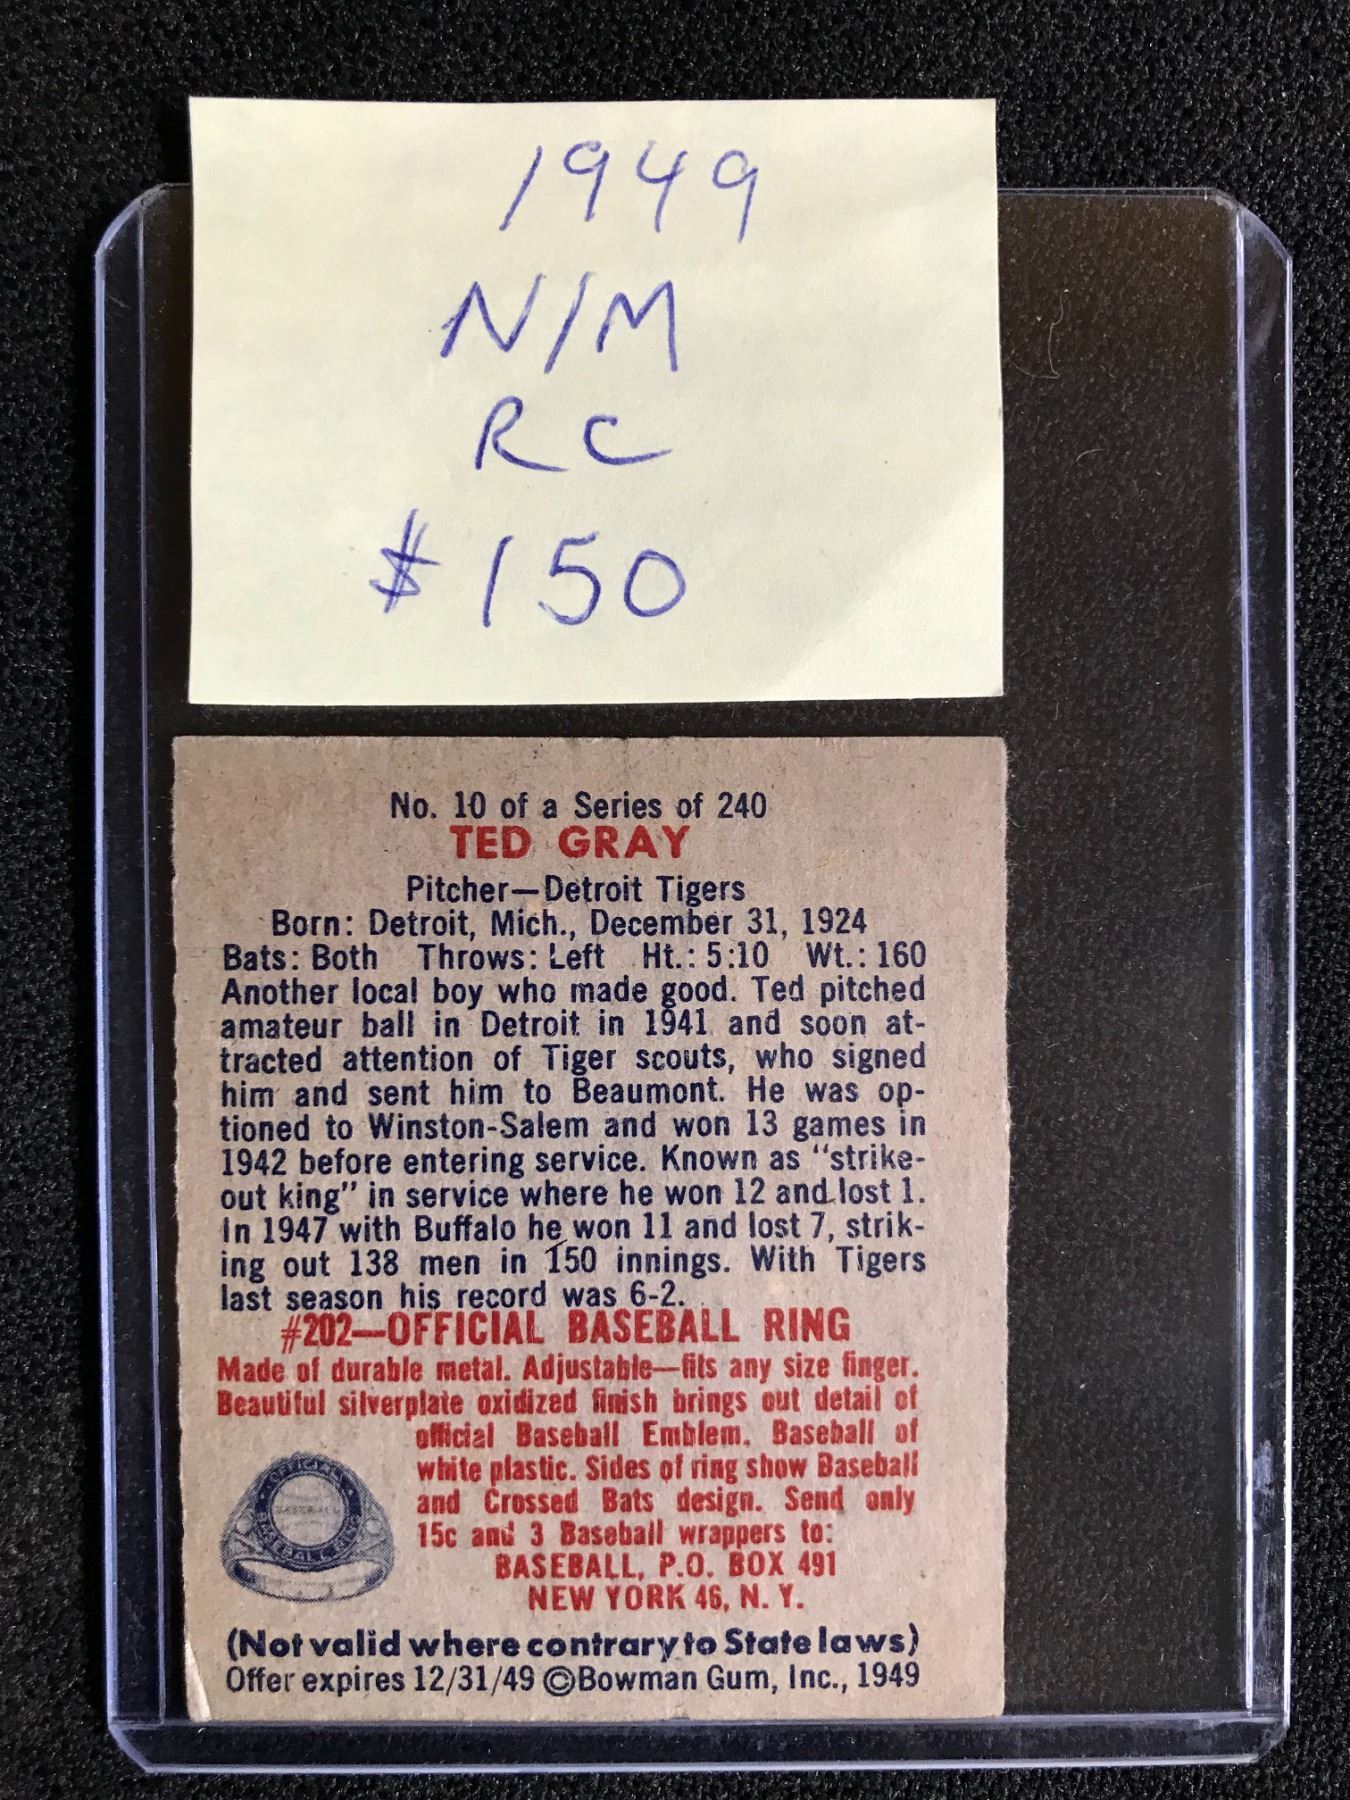 1949
N/M
RC
$150
No. 10 of a Series of 240
TED GRAY
Pitcher—Detroit Tigers
Born: Detroit, Mich., December 31, 1924
Bats: Both Throws: Left Ht.: 5:10 Wt.: 160
Another local boy who made good. Ted pitched
amateur ball in Detroit in 1941 and soon at-
tracted attention of Tiger scouts, who signed
him and sent him to Beaumont. He was op-
tioned to Winston-Salem and won 13 games in
1942 before entering service. Known as "strike-
out king" in service where he won 12 and lost 1.
In 1947 with Buffalo he won 11 and lost 7, strik-
ing out 138 men in 150 innings. With Tigers
last season his record was 6-2.
#202—OFFICIAL BASEBALL RING
Made of durable metal. Adjustable—fits any size finger.
Beautiful silverplate oxidized finish brings out detail of
official Baseball Emblem. Baseball of
white plastic. Sides of ring show Baseball
and Crossed Bats design. Send only
15c and 3 Baseball wrappers to:
BASEBALL, P.O. BOX 491
NEW YORK 46, N. Y.
(Not valid where contrary to State laws)
Offer expires 12/31/49 ©Bowman Gum, Inc., 1949